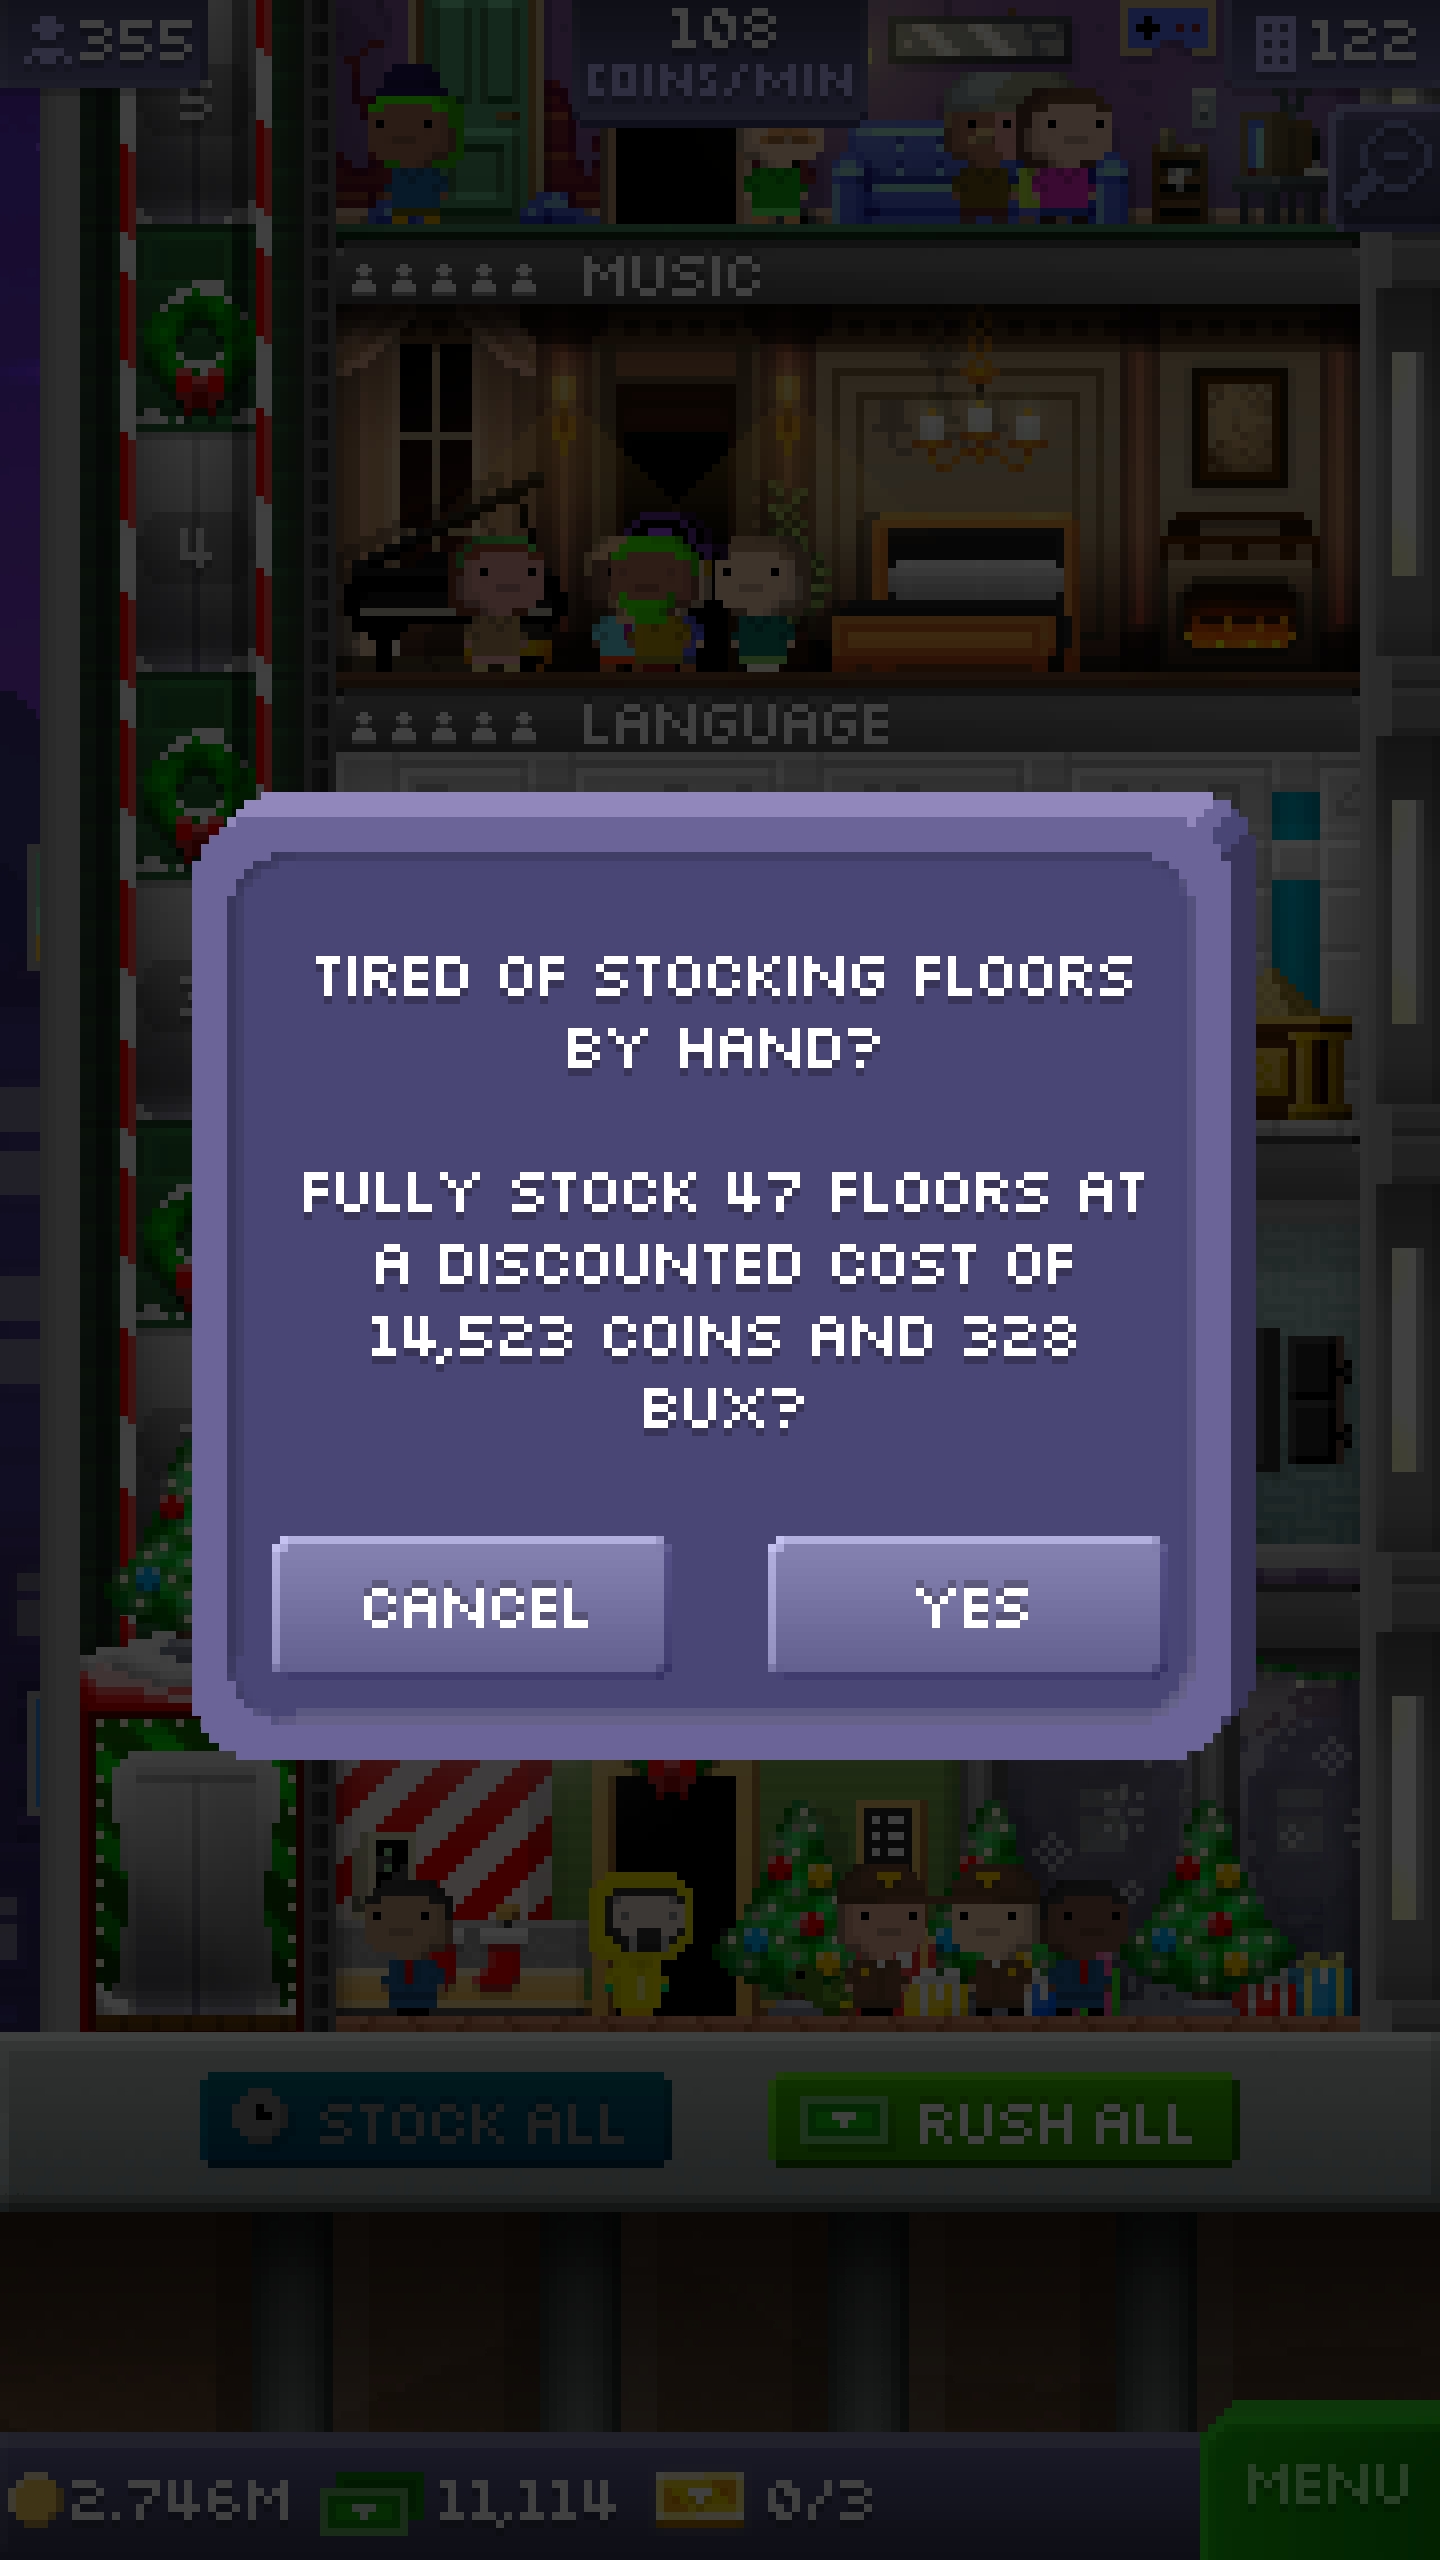 355
108
COINS/MIN
122
5
MUSIC
4
LANGUAGE
TIRED OF STOCKING FLOORS
BY HAND?
FULLY STOCK 47 FLOORS AT
A DISCOUNTED COST OF
14,523 COINS AND 328
BUX?
CANCEL
YES
STOCK ALL
RUSH ALL
2.746M
11,114
0/3
MENU